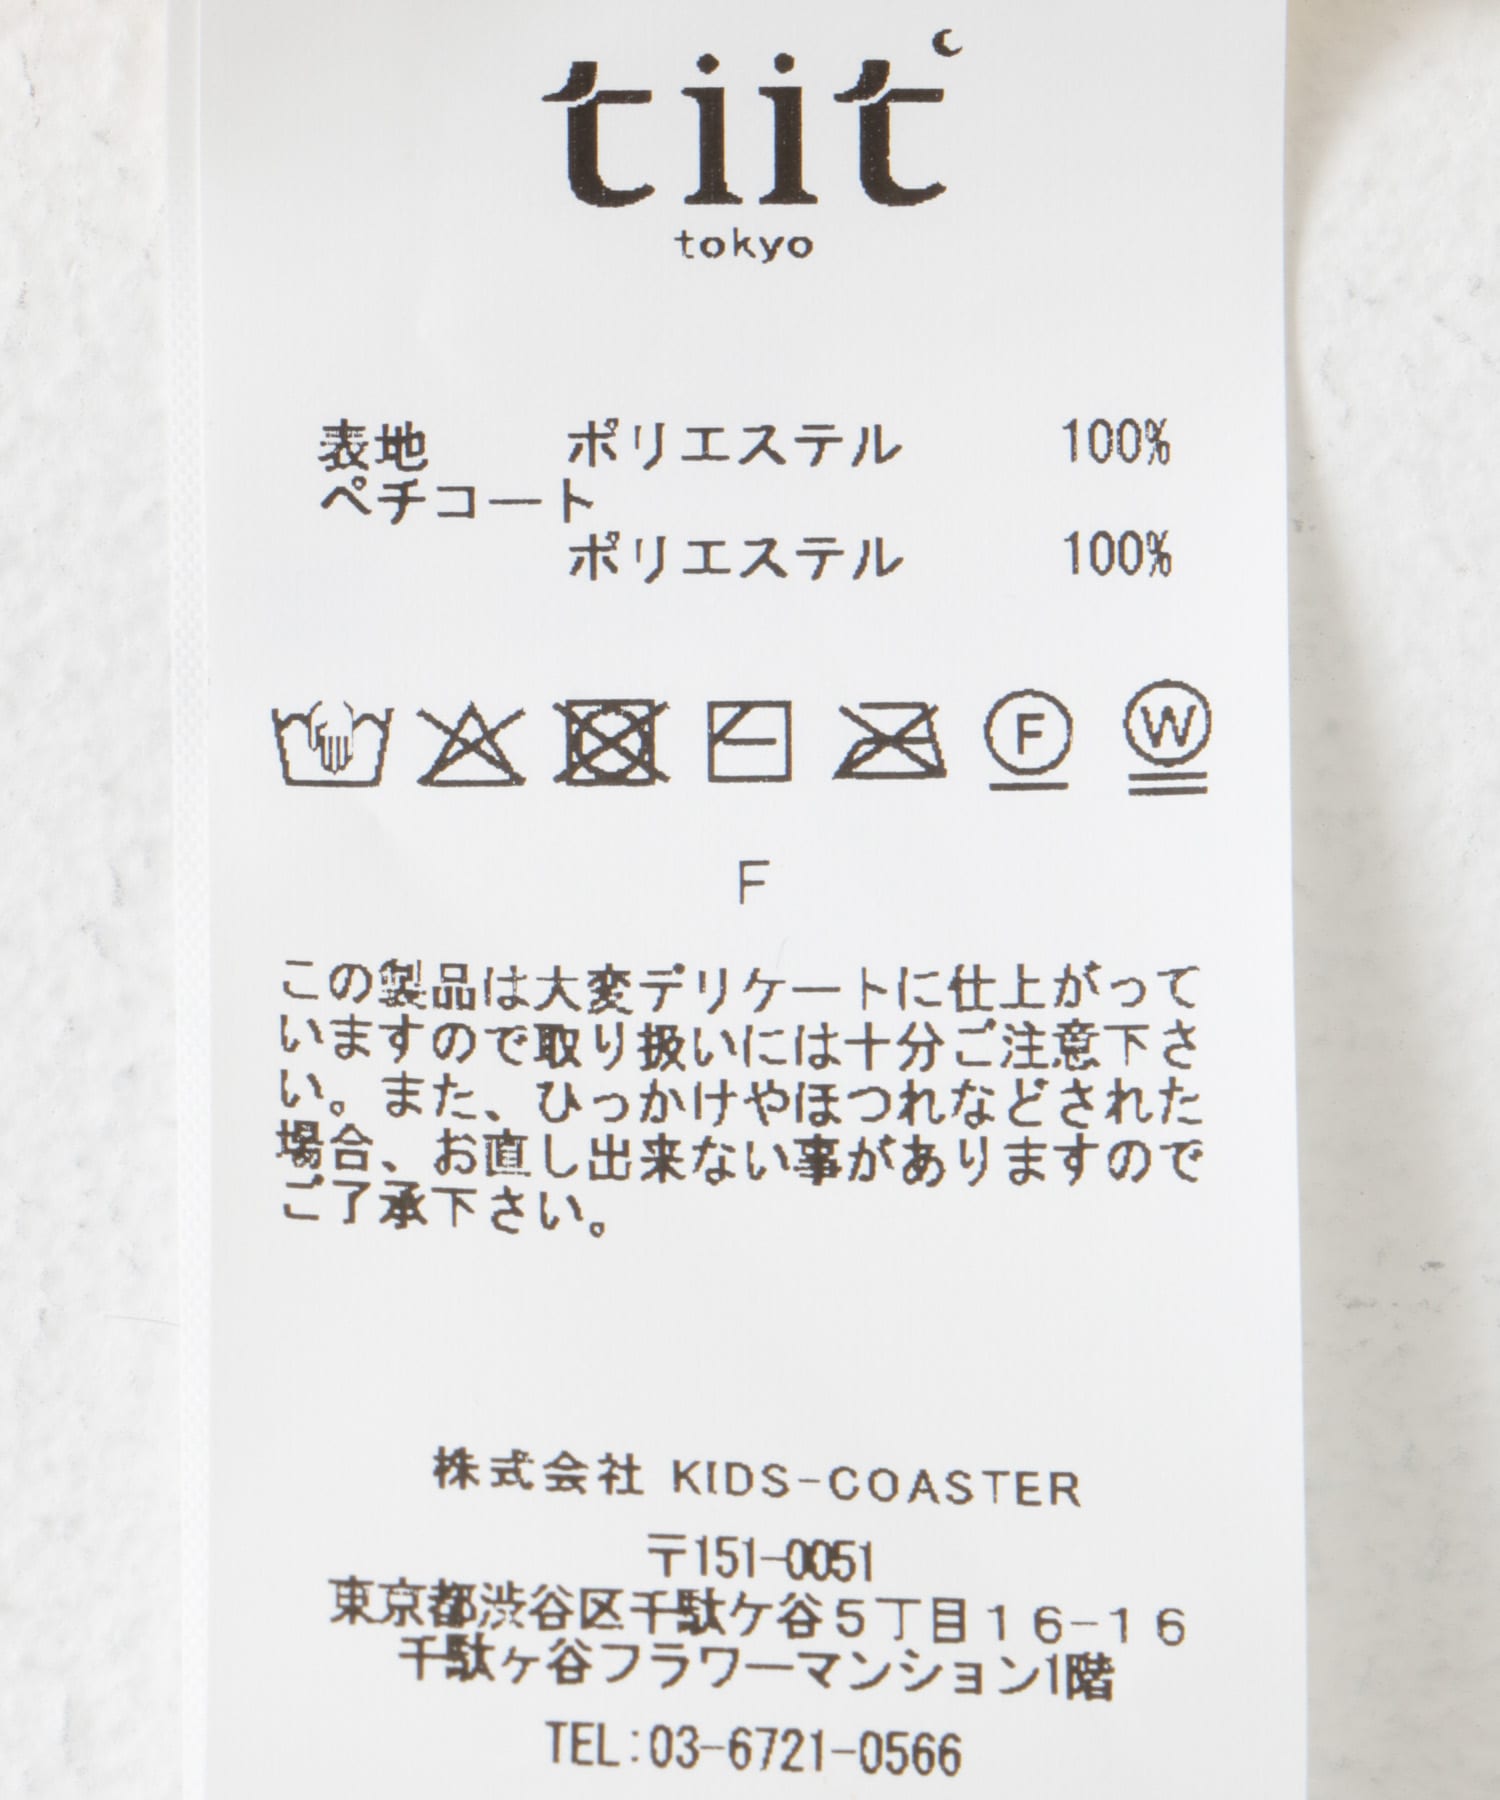 tiit
tokyo
表地 ポリエステル 100%
ペチコート
ポリエステル 100%
F W
F
この製品は大変デリケートに仕上がって
いますので取り扱いには十分ご注意下さ
い。また、ひっかけやほつれなどされた
場合、お直し出来ない事がありますので
ご了承下さい。
株式会社 KIDS-COASTER
〒151-0051
東京都渋谷区千駄ケ谷5丁目16-16
千駄ヶ谷フラワーマンション1階
TEL:03-6721-0566